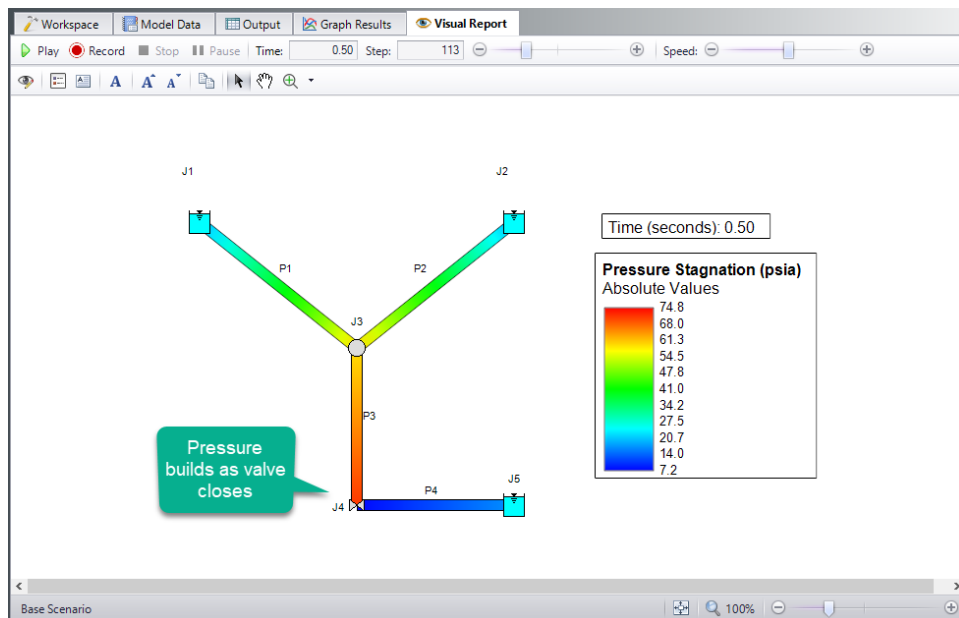 Workspace Model Data Output Graph Results Visual Report
Play Record Stop Pause Time: 0.50 Step: 113 Speed:
A A A
J1 J2
Time (seconds): 0.50
P1 P2
Pressure Stagnation (psia)
Absolute Values
74.8
68.0
61.3
54.5
47.8
41.0
34.2
27.5
20.7
14.0
7.2
J3
P3
Pressure
builds as valve
closes
J4 P4 J5
Base Scenario 100%